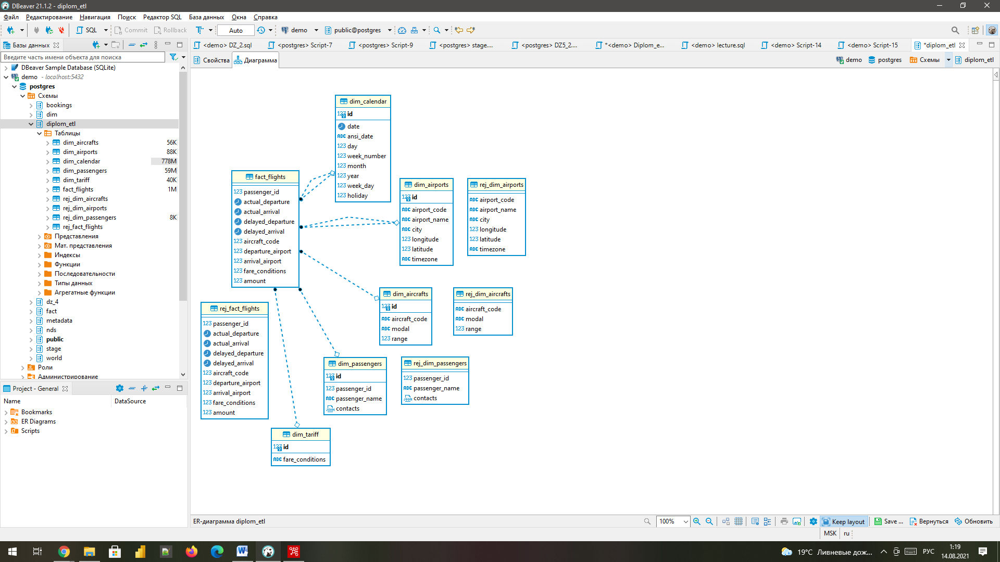 DBeaver 21.1.2 - diplom_etl
Файл Редактирование Навигация Поиск Редактор SQL База данных Окна Справка
SQL Commit Rollback Auto demo public@postgres
Базы данных
<demo> DZ_2.sql <postgres> Script-7 <postgres> Script-9 <postgres> stage.... <postgres> DZ5_2.... *<demo> Diplom_e... <demo> lecture.sql <demo> Script-14 <demo> Script-15 *diplom_etl
Введите часть имени объекта для поиска
Свойства Диаграмма
demo postgres Схемы diplom_etl
DBeaver Sample Database (SQLite)
demo - localhost:5432
postgres
Схемы
bookings
dim
diplom_etl
Таблицы
dim_aircrafts 56K
dim_airports 88K
dim_calendar 778M
dim_passengers 59M
dim_tariff 40K
fact_flights 1M
rej_dim_aircrafts
rej_dim_airports
rej_dim_passengers 8K
rej_fact_flights
Представления
Мат. представления
Индексы
Функции
Последовательности
Типы данных
Агрегатные функции
dz_4
fact
metadata
nds
public
stage
world
Роли
Администрирование
Project - General
Name DataSource
Bookmarks
ER Diagrams
Scripts
dim_calendar
123 id
date
ABC ansi_date
123 day
123 week_number
123 month
123 year
123 week_day
123 holiday
fact_flights
123 passenger_id
actual_departure
actual_arrival
delayed_departure
delayed_arrival
123 aircraft_code
123 departure_airport
123 arrival_airport
123 fare_conditions
123 amount
dim_airports
123 id
ABC airport_code
ABC airport_name
ABC city
123 longitude
123 latitude
ABC timezone
rej_dim_airports
ABC airport_code
ABC airport_name
ABC city
123 longitude
123 latitude
ABC timezone
dim_aircrafts
123 id
ABC aircraft_code
ABC modal
123 range
rej_dim_aircrafts
ABC aircraft_code
ABC modal
123 range
rej_fact_flights
123 passenger_id
actual_departure
actual_arrival
delayed_departure
delayed_arrival
123 aircraft_code
123 departure_airport
123 arrival_airport
123 fare_conditions
123 amount
dim_passengers
123 id
123 passenger_id
ABC passenger_name
JSON contacts
rej_dim_passengers
123 passenger_id
ABC passenger_name
JSON contacts
dim_tariff
123 id
ABC fare_conditions
ER-диаграмма diplom_etl
100% Keep layout Save ... Вернуться Обновить
MSK ru
19°C Ливневые дож... РУС
1:19
14.08.2021